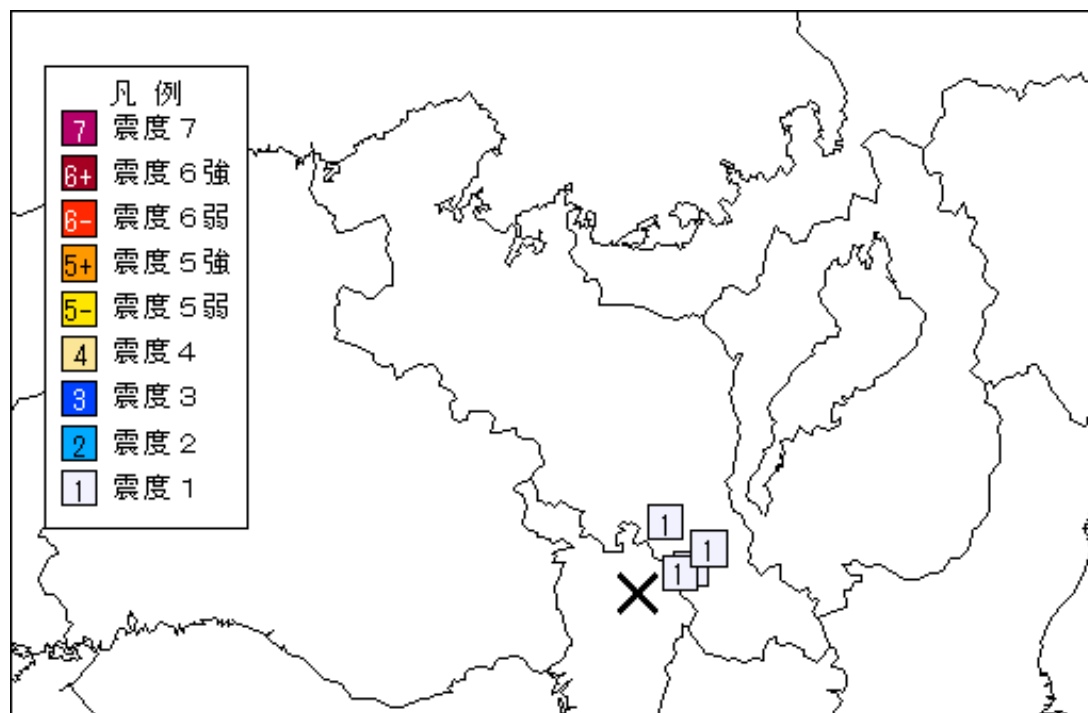 凡 例
7 震度７
6+ 震度６強
6- 震度６弱
5+ 震度５強
5- 震度５弱
4 震度４
3 震度３
2 震度２
1 震度１
1
1
1